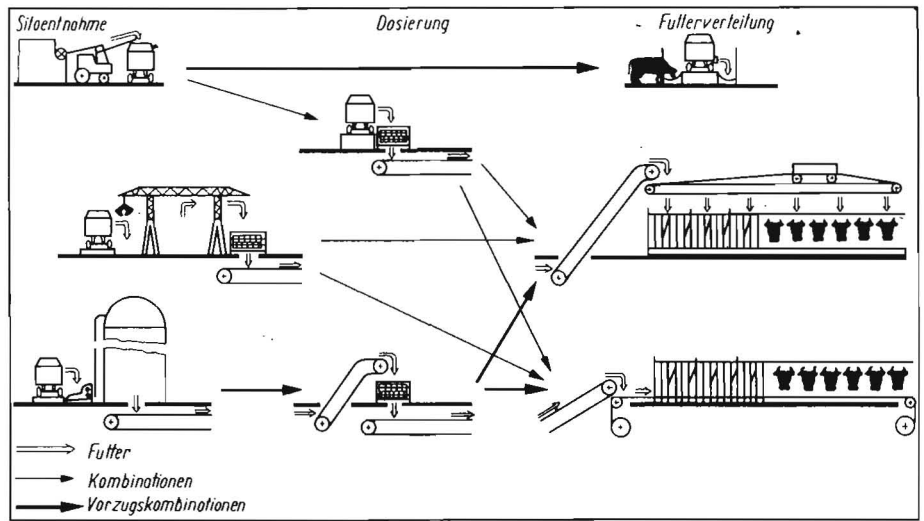 Siloentnahme
Dosierung
Futterverteilung
Futter
Kombinationen
Vorzugskombinationen